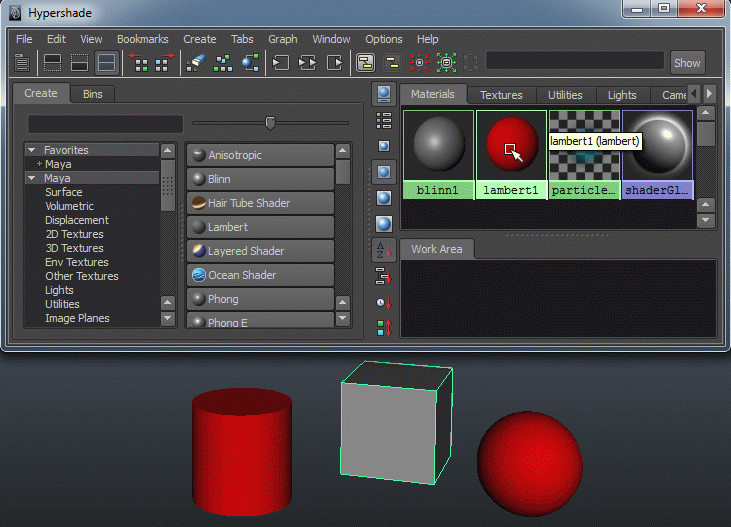 Hypershade
File Edit View Bookmarks Create Tabs Graph Window Options Help
Show
Create Bins
Materials Textures Utilities Lights Came
Favorites
+ Maya
Maya
Surface
Volumetric
Displacement
2D Textures
3D Textures
Env Textures
Other Textures
Lights
Utilities
Image Planes
Anisotropic
Blinn
Hair Tube Shader
Lambert
Layered Shader
Ocean Shader
Phong
Phong E
lambert1 (lambert)
blinn1 lambert1 particle... shaderGl...
Work Area